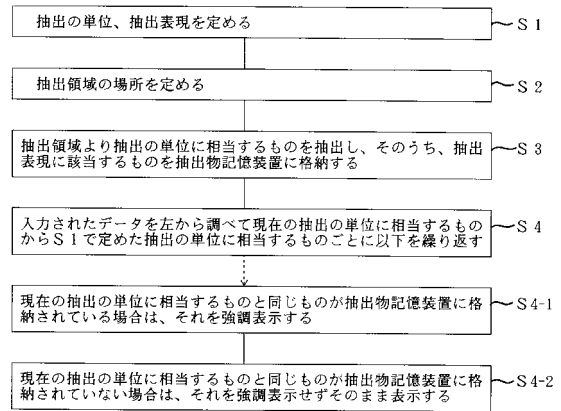 抽出の単位、抽出表現を定める
S 1
抽出領域の場所を定める
S 2
抽出領域より抽出の単位に相当するものを抽出し、そのうち、抽出
表現に該当するものを抽出物記憶装置に格納する
S 3
入力されたデータを左から調べて現在の抽出の単位に相当するもの
からS1で定めた抽出の単位に相当するものごとに以下を繰り返す
S 4
現在の抽出の単位に相当するものと同じものが抽出物記憶装置に格
納されている場合は、それを強調表示する
S4-1
現在の抽出の単位に相当するものと同じものが抽出物記憶装置に格
納されていない場合は、それを強調表示せずそのまま表示する
S4-2